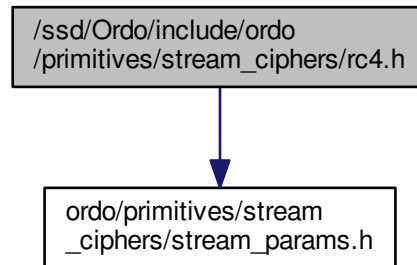 /ssd/Ordo/include/ordo
/primitives/stream_ciphers/rc4.h
ordo/primitives/stream
_ciphers/stream_params.h